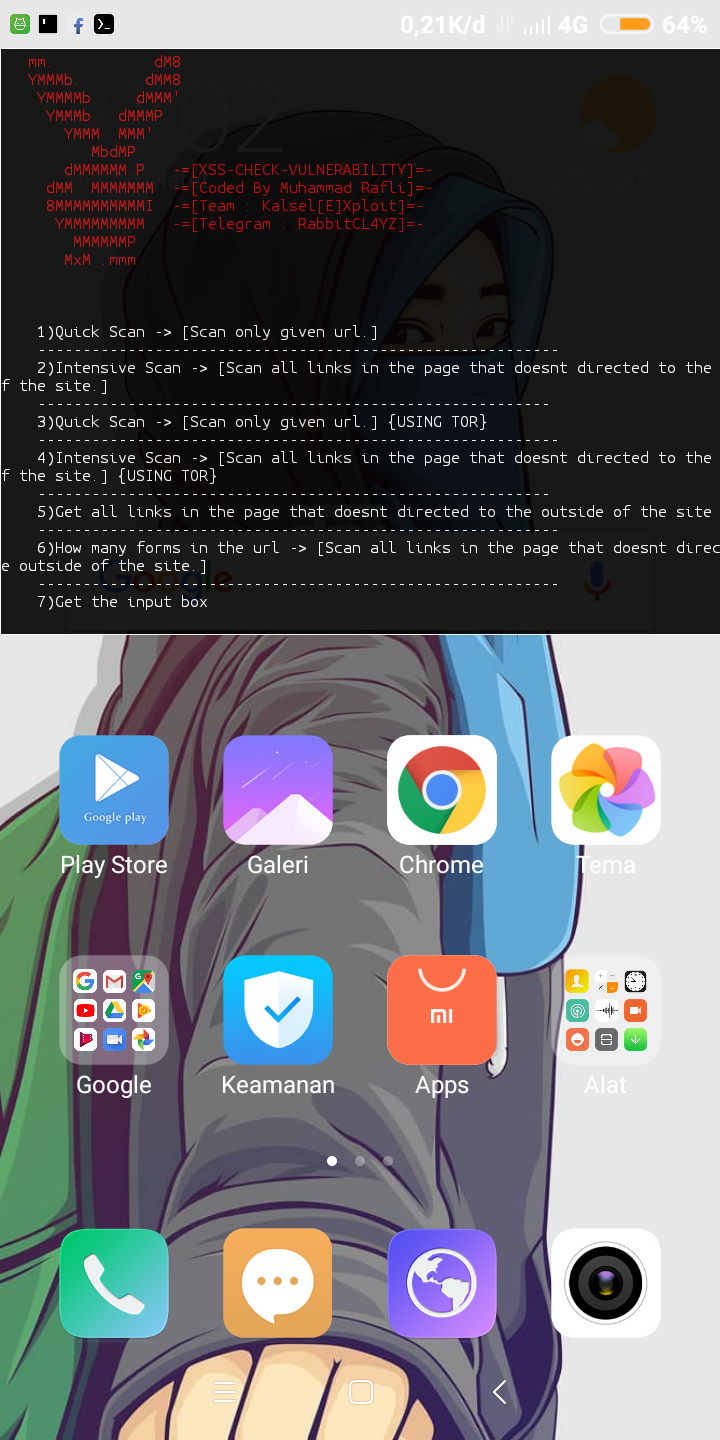 0,21K/d 4G 64%
mm. dM8
YMMMb. dMM8
YMMMMb dMMM'
YMMMb dMMMP
YMMM MMM'
MbdMP
.dMMMMMM.P -=[XSS-CHECK-VULNERABILITY]=-
dMM MMMMMMM -=[Coded By Muhammad Rafli]=-
8MMMMMMMMMMI -=[Team : Kalsel[E]Xploit]=-
YMMMMMMMMM -=[Telegram : RabbitCL4YZ]=-
MMMMMMP
MxM .mmm
1)Quick Scan -> [Scan only given url.]
----------------------------------------------------------
2)Intensive Scan -> [Scan all links in the page that doesnt directed to the
f the site.]
---------------------------------------------------------
3)Quick Scan -> [Scan only given url.] {USING TOR}
----------------------------------------------------------
4)Intensive Scan -> [Scan all links in the page that doesnt directed to the
f the site.] {USING TOR}
---------------------------------------------------------
5)Get all links in the page that doesnt directed to the outside of the site
----------------------------------------------------------
6)How many forms in the url -> [Scan all links in the page that doesnt direc
e outside of the site.]
----------------------------------------------------------
7)Get the input box
Google
Google play
Play Store Galeri Chrome Tema
mi
Google Keamanan Apps Alat